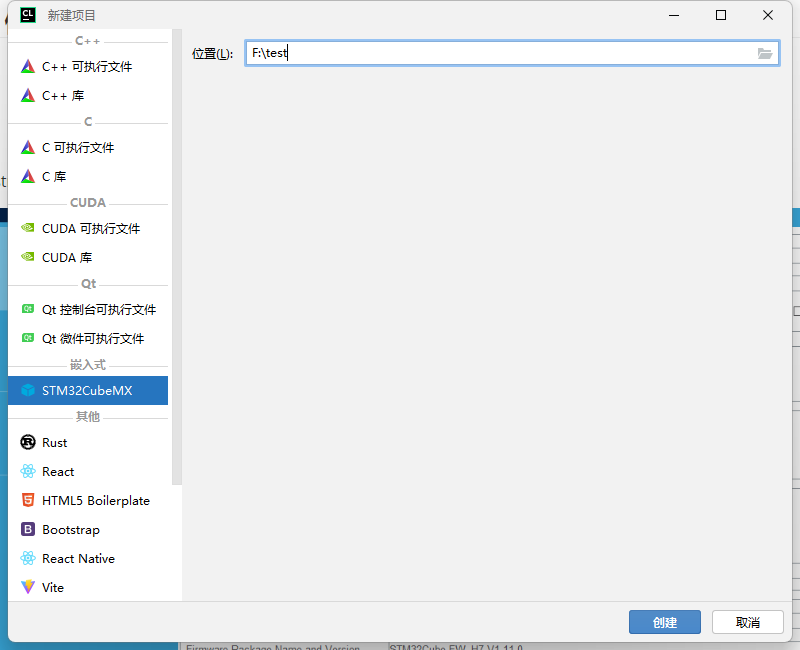 CL 新建项目
位置(L): F:\test
C++
C++ 可执行文件
C++ 库
C
C 可执行文件
C 库
CUDA
CUDA 可执行文件
CUDA 库
Qt
Qt 控制台可执行文件
Qt 微件可执行文件
嵌入式
STM32CubeMX
其他
Rust
React
HTML5 Boilerplate
Bootstrap
React Native
Vite
创建 取消
Firmware Package Name and Version STM32Cube FW_H7 V1.11.0